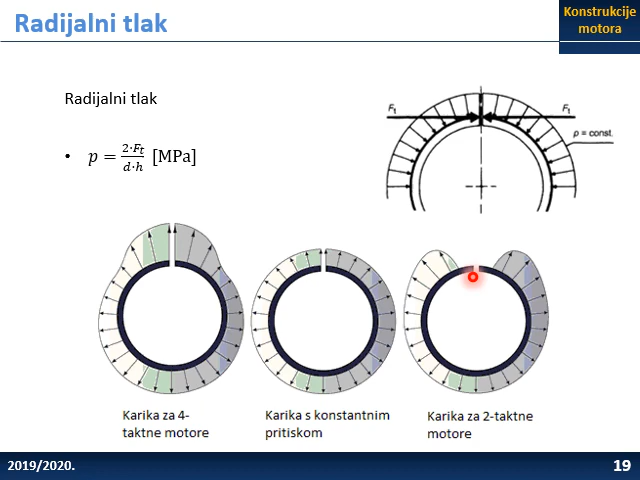 Radijalni tlak
Konstrukcije
motora
Radijalni tlak
• p = 2·Fₜ / d·h [MPa]
Fₜ
Fₜ
p = const.
Karika za 4-
taktne motore
Karika s konstantnim
pritiskom
Karika za 2-taktne
motore
2019/2020.
19